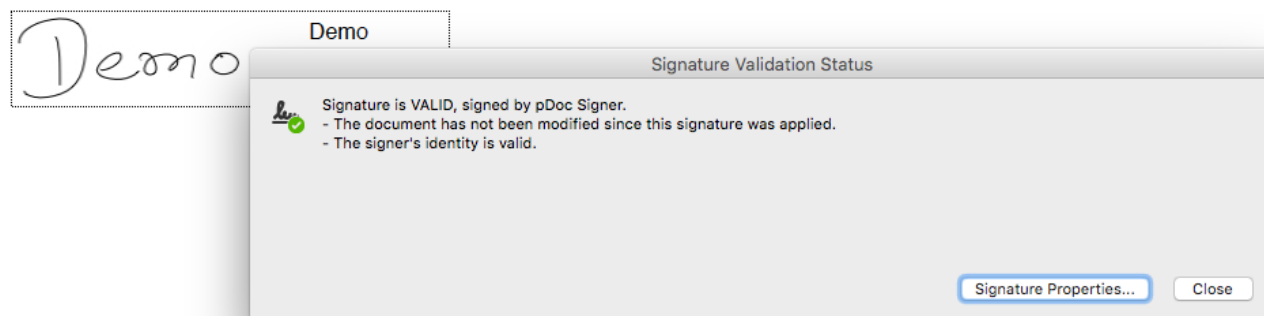 Demo
Demo
Signature Validation Status
Signature is VALID, signed by pDoc Signer.
- The document has not been modified since this signature was applied.
- The signer's identity is valid.
Signature Properties...
Close